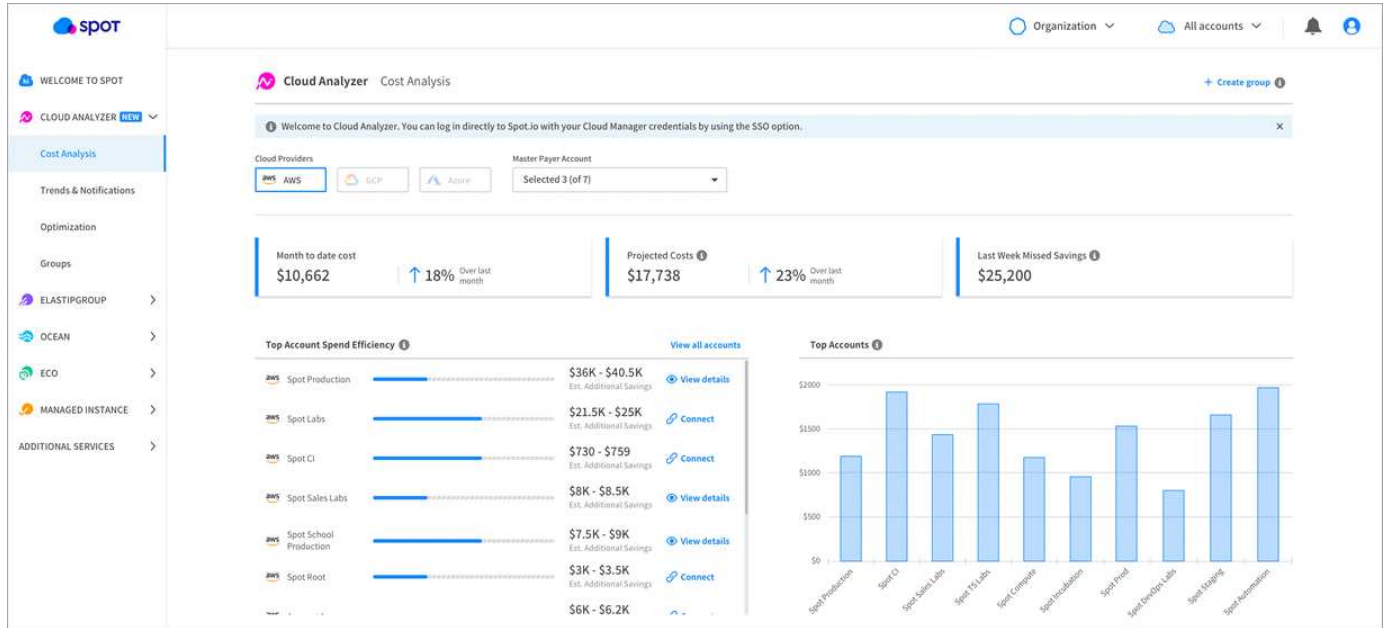 spot
Organization
All accounts
WELCOME TO SPOT
CLOUD ANALYZER NEW
Cost Analysis
Trends & Notifications
Optimization
Groups
ELASTIPGROUP
OCEAN
ECO
MANAGED INSTANCE
ADDITIONAL SERVICES
Cloud Analyzer Cost Analysis
+ Create group
Welcome to Cloud Analyzer. You can log in directly to Spot.io with your Cloud Manager credentials by using the SSO option.
Cloud Providers
Master Payer Account
aws AWS
GCP
Azure
Selected 3 (of 7)
Month to date cost
$10,662
18% Over last
month
Projected Costs
$17,738
23% Over last
month
Last Week Missed Savings
$25,200
Top Account Spend Efficiency
View all accounts
aws Spot Production
$36K - $40.5K
Est. Additional Savings
View details
aws Spot Labs
$21.5K - $25K
Est. Additional Savings
Connect
aws Spot CI
$730 - $759
Est. Additional Savings
Connect
aws Spot Sales Labs
$8K - $8.5K
Est. Additional Savings
View details
aws Spot School
Production
$7.5K - $9K
Est. Additional Savings
View details
aws Spot Root
$3K - $3.5K
Est. Additional Savings
Connect
$6K - $6.2K
Top Accounts
$2000
$1500
$1000
$500
$0
Spot Production
Spot CI
Spot Sales Labs
Spot TS Labs
Spot Compute
Spot Incubation
Spot Prod
Spot DevOps Labs
Spot Staging
Spot Automation